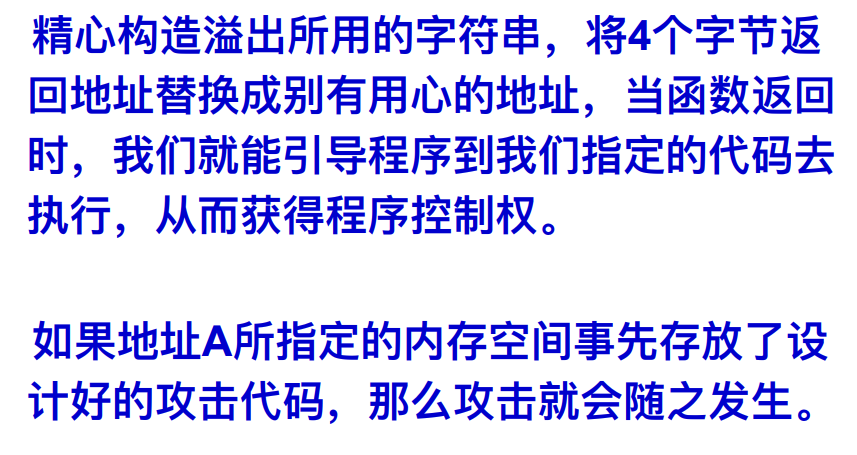 精心构造溢出所用的字符串，将4个字节返
回地址替换成别有用心的地址，当函数返回
时，我们就能引导程序到我们指定的代码去
执行，从而获得程序控制权。
如果地址A所指定的内存空间事先存放了设
计好的攻击代码，那么攻击就会随之发生。